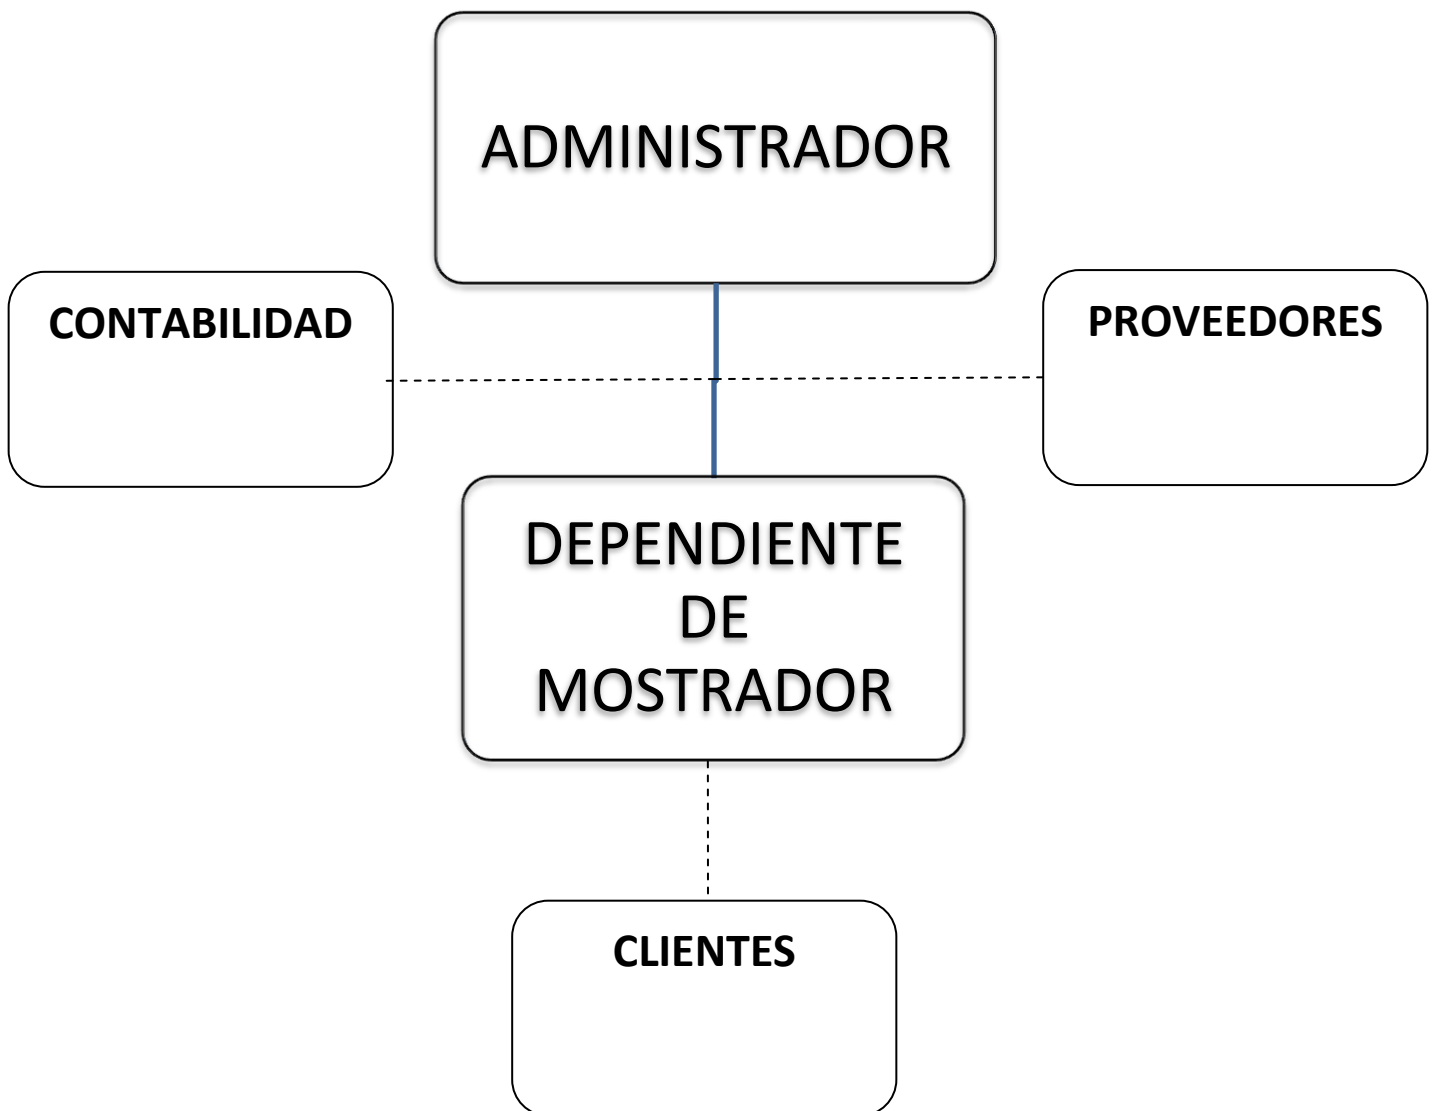 ADMINISTRADOR
CONTABILIDAD
PROVEEDORES
DEPENDIENTE
DE
MOSTRADOR
CLIENTES